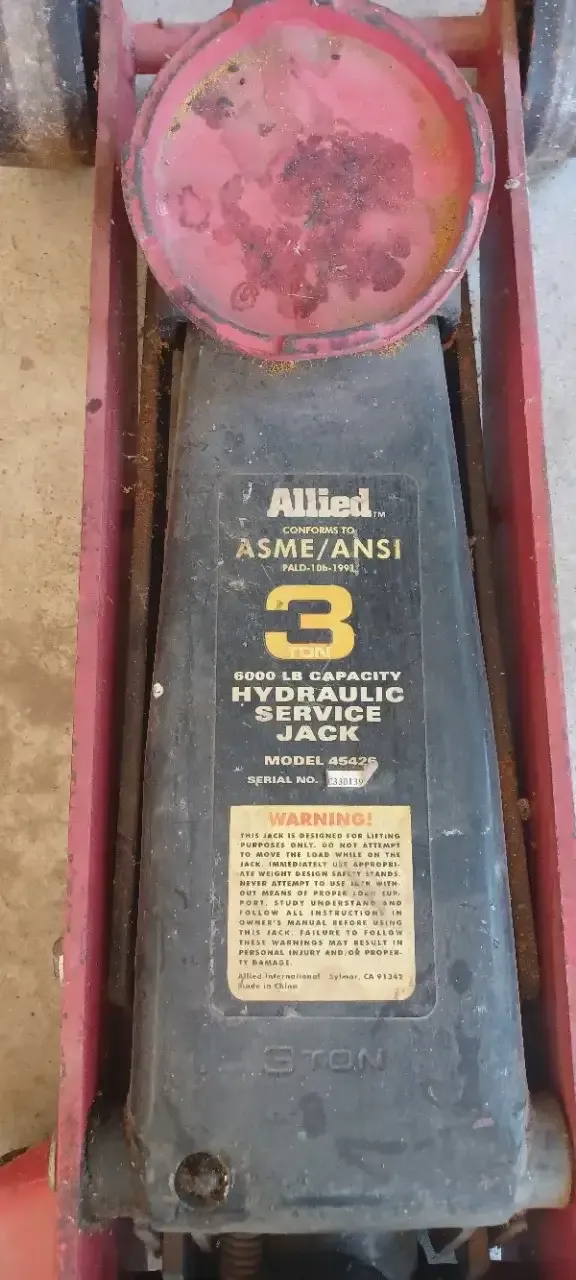 Allied™
CONFORMS TO
ASME/ANSI
PALD-10b-1991
3
TON
6000 LB CAPACITY
HYDRAULIC
SERVICE
JACK
MODEL 45426
SERIAL NO. C330139
WARNING!
THIS JACK IS DESIGNED FOR LIFTING
PURPOSES ONLY. DO NOT ATTEMPT
TO MOVE THE LOAD WHILE ON THE
JACK. IMMEDIATELY USE APPROPRI-
ATE WEIGHT DESIGN SAFETY STANDS.
NEVER ATTEMPT TO USE JACK WITH-
OUT MEANS OF PROPER LOAD SUP-
PORT. STUDY UNDERSTAND AND
FOLLOW ALL INSTRUCTIONS IN
OWNER'S MANUAL BEFORE USING
THIS JACK. FAILURE TO FOLLOW
THESE WARNINGS MAY RESULT IN
PERSONAL INJURY AND/OR PROPER-
TY DAMAGE.
Allied International Sylmar, CA 91342
Made in China
3 TON